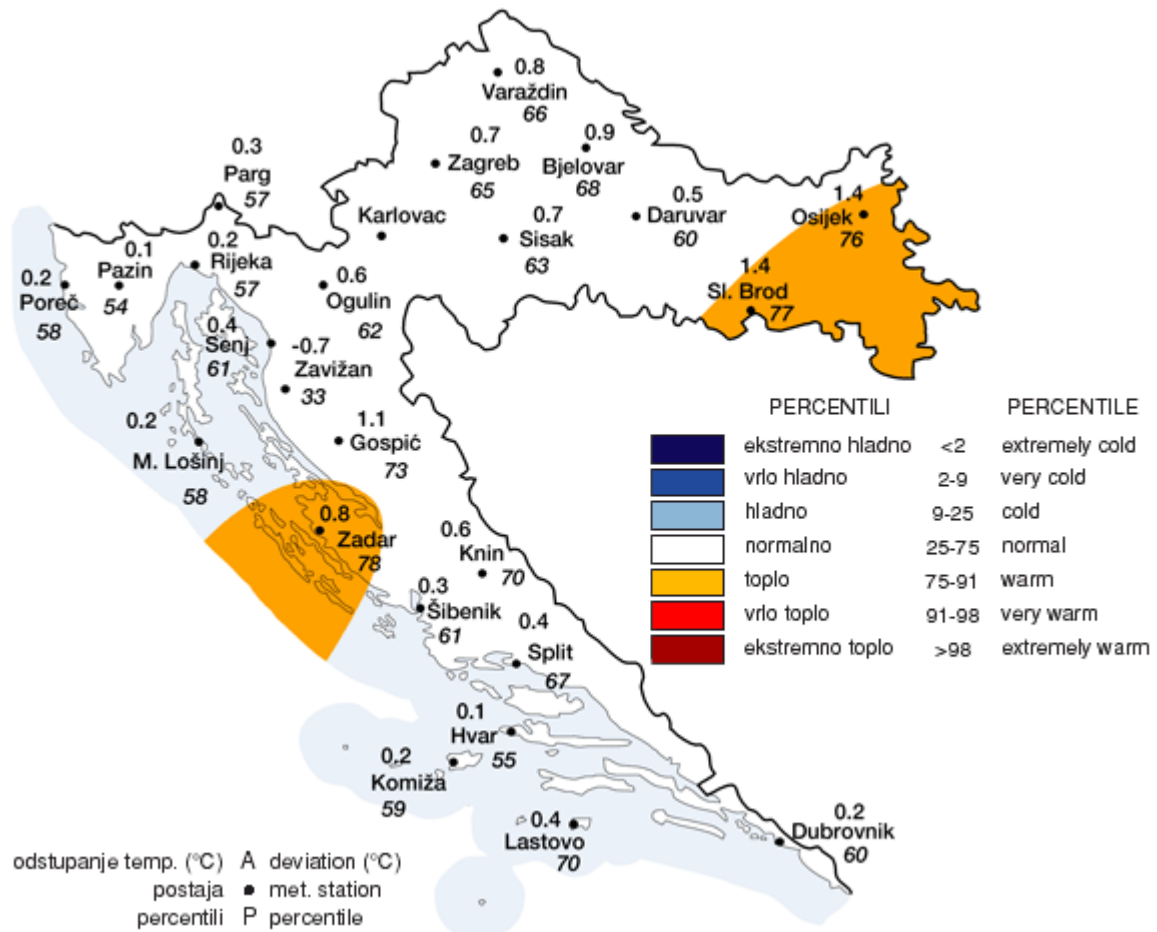 0.8
Varaždin
66
0.7
Zagreb
65
0.9
Bjelovar
68
0.3
Parg
57
Karlovac
0.7
Sisak
63
0.5
Daruvar
60
1.4
Osijek
76
1.4
Sl. Brod
77
0.2
Poreč
58
0.1
Pazin
54
0.2
Rijeka
57
0.6
Ogulin
62
0.4
Senj
61
-0.7
Zavižan
33
1.1
Gospić
73
0.2
M. Lošinj
58
0.8
Zadar
78
0.6
Knin
70
0.3
Šibenik
61
0.4
Split
67
0.1
Hvar
55
0.2
Komiža
59
0.4
Lastovo
70
0.2
Dubrovnik
60
PERCENTILI PERCENTILE
ekstremno hladno <2 extremely cold
vrlo hladno 2-9 very cold
hladno 9-25 cold
normalno 25-75 normal
toplo 75-91 warm
vrlo toplo 91-98 very warm
ekstremno toplo >98 extremely warm
odstupanje temp. (°C) A deviation (°C)
postaja met. station
percentili P percentile